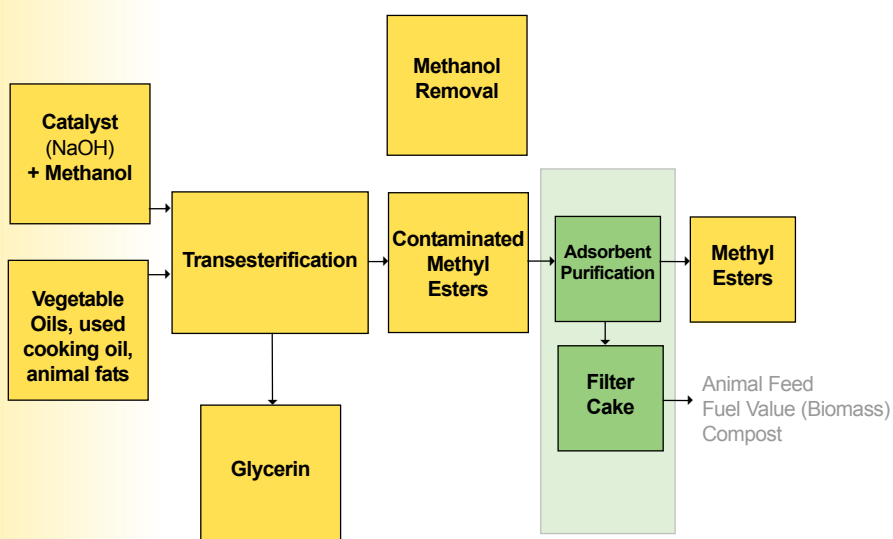 Methanol
Removal
Catalyst
(NaOH)
+ Methanol
Transesterification
Contaminated
Methyl
Esters
Adsorbent
Purification
Methyl
Esters
Vegetable
Oils, used
cooking oil,
animal fats
Filter
Cake
Animal Feed
Fuel Value (Biomass)
Compost
Glycerin